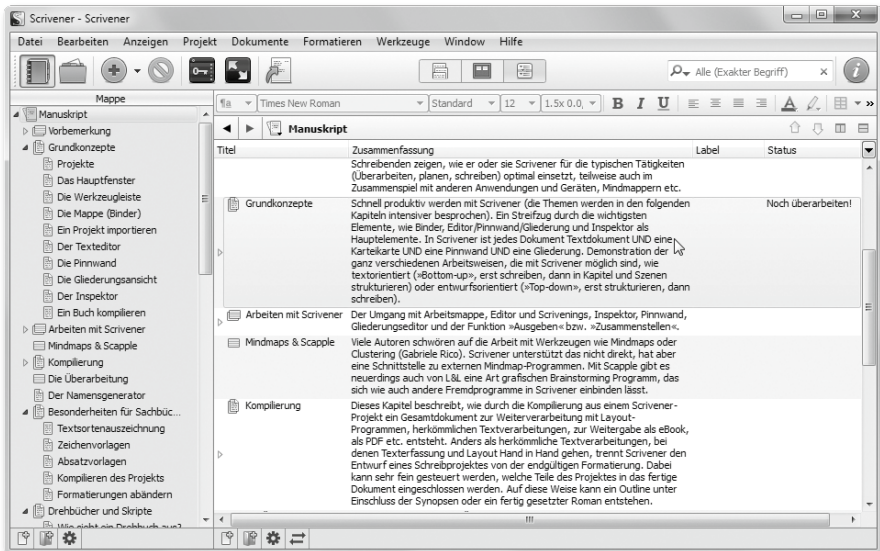 Scrivener - Scrivener
Datei Bearbeiten Anzeigen Projekt Dokumente Formatieren Werkzeuge Window Hilfe
Alle (Exakter Begriff)
Mappe
Manuskript
Vorbemerkung
Grundkonzepte
Projekte
Das Hauptfenster
Die Werkzeugleiste
Die Mappe (Binder)
Ein Projekt importieren
Der Texteditor
Die Pinnwand
Die Gliederungsansicht
Der Inspektor
Ein Buch kompilieren
Arbeiten mit Scrivener
Mindmaps & Scapple
Kompilierung
Die Überarbeitung
Der Namensgenerator
Besonderheiten für Sachbüc...
Textsortenauszeichnung
Zeichenvorlagen
Absatzvorlagen
Kompilieren des Projekts
Formatierungen abändern
Drehbücher und Skripte
Wie sieht ein Drehbuch aus?
Times New Roman Standard 12 1.5x 0.0, B I U A
Manuskript
Titel Zusammenfassung Label Status
Schreibenden zeigen, wie er oder sie Scrivener für die typischen Tätigkeiten
(Überarbeiten, planen, schreiben) optimal einsetzt, teilweise auch im
Zusammenspiel mit anderen Anwendungen und Geräten, Mindmappern etc.
Grundkonzepte Schnell produktiv werden mit Scrivener (die Themen werden in den folgenden Noch überarbeiten!
Kapiteln intensiver besprochen). Ein Streifzug durch die wichtigsten
Elemente, wie Binder, Editor/Pinnwand/Gliederung und Inspektor als
Hauptelemente. In Scrivener ist jedes Dokument Textdokument UND eine
Karteikarte UND eine Pinnwand UND eine Gliederung. Demonstration der
ganz verschiedenen Arbeitsweisen, die mit Scrivener möglich sind, wie
textorientiert (»Bottom-up«, erst schreiben, dann in Kapitel und Szenen
strukturieren) oder entwurfsorientiert (»Top-down«, erst strukturieren, dann
schreiben).
Arbeiten mit Scrivener Der Umgang mit Arbeitsmappe, Editor und Scrivenings, Inspektor, Pinnwand,
Gliederungseditor und der Funktion »Ausgeben« bzw. »Zusammenstellen«.
Mindmaps & Scapple Viele Autoren schwören auf die Arbeit mit Werkzeugen wie Mindmaps oder
Clustering (Gabriele Rico). Scrivener unterstützt das nicht direkt, hat aber
eine Schnittstelle zu externen Mindmap-Programmen. Mit Scapple gibt es
neuerdings auch von L&L eine Art grafischen Brainstorming Programm, das
sich wie auch andere Fremdprogramme in Scrivener einbinden lässt.
Kompilierung Dieses Kapitel beschreibt, wie durch die Kompilierung aus einem Scrivener-
Projekt ein Gesamtdokument zur Weiterverarbeitung mit Layout-
Programmen, herkömmlichen Textverarbeitungen, zur Weitergabe als eBook,
als PDF etc. entsteht. Anders als herkömmliche Textverarbeitungen, bei
denen Texterfassung und Layout Hand in Hand gehen, trennt Scrivener den
Entwurf eines Schreibprojektes von der endgültigen Formatierung. Dabei
kann sehr fein gesteuert werden, welche Teile des Projektes in das fertige
Dokument eingeschlossen werden. Auf diese Weise kann ein Outline unter
Einschluss der Synopsen oder ein fertig gesetzter Roman entstehen.